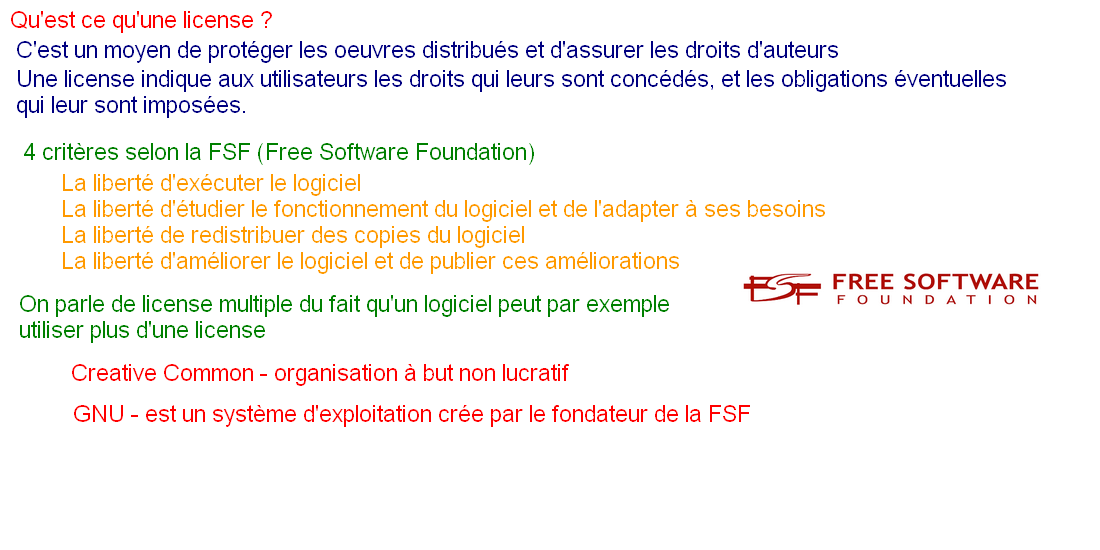 Qu'est ce qu'une license ?
C'est un moyen de protéger les oeuvres distribués et d'assurer les droits d'auteurs
Une license indique aux utilisateurs les droits qui leurs sont concédés, et les obligations éventuelles
qui leur sont imposées.
4 critères selon la FSF (Free Software Foundation)
La liberté d'exécuter le logiciel
La liberté d'étudier le fonctionnement du logiciel et de l'adapter à ses besoins
La liberté de redistribuer des copies du logiciel
La liberté d'améliorer le logiciel et de publier ces améliorations
FSF FREE SOFTWARE
FOUNDATION
On parle de license multiple du fait qu'un logiciel peut par exemple
utiliser plus d'une license
Creative Common - organisation à but non lucratif
GNU - est un système d'exploitation crée par le fondateur de la FSF